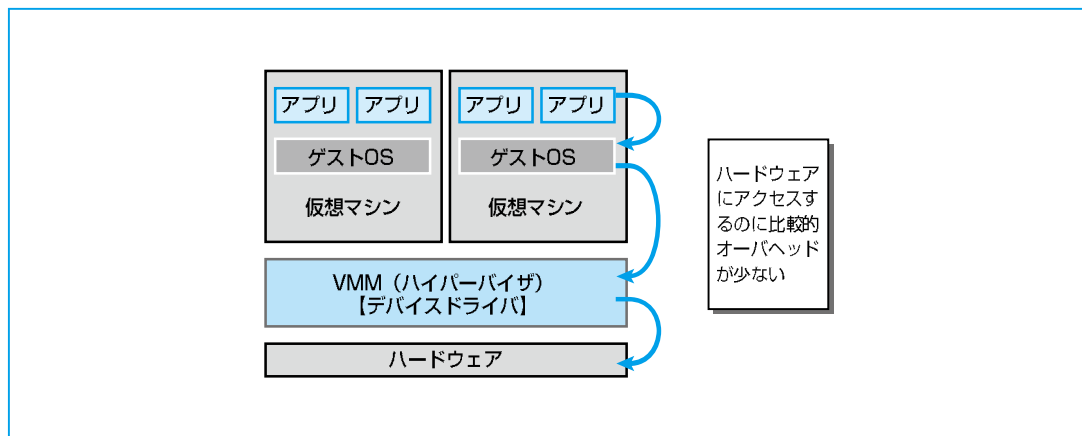 アプリ アプリ
ゲストOS
仮想マシン
アプリ アプリ
ゲストOS
仮想マシン
VMM（ハイパーバイザ）
【デバイスドライバ】
ハードウェア
ハードウェア
にアクセスす
るのに比較的
オーバヘッド
が少ない